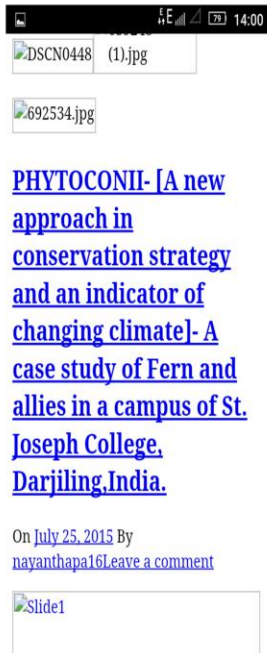 E 79 14:00
DSCN0448
(1).jpg
692534.jpg
PHYTOCONII- [A new
approach in
conservation strategy
and an indicator of
changing climate]- A
case study of Fern and
allies in a campus of St.
Joseph College,
Darjiling,India.
On July 25, 2015 By
nayanthapa16Leave a comment
Slide1